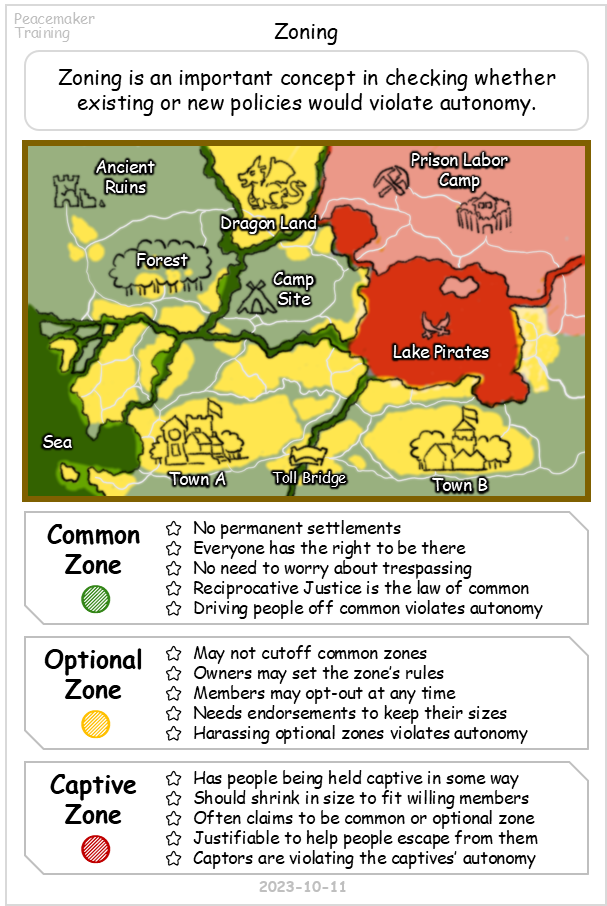 Peacemaker
Training
Zoning
Zoning is an important concept in checking whether
existing or new policies would violate autonomy.
Ancient
Ruins
Prison Labor
Camp
Dragon Land
Forest
Camp
Site
Lake Pirates
Sea
Town A
Toll Bridge
Town B
Common
Zone
No permanent settlements
Everyone has the right to be there
No need to worry about trespassing
Reciprocative Justice is the law of common
Driving people off common violates autonomy
Optional
Zone
May not cutoff common zones
Owners may set the zone's rules
Members may opt-out at any time
Needs endorsements to keep their sizes
Harassing optional zones violates autonomy
Captive
Zone
Has people being held captive in some way
Should shrink in size to fit willing members
Often claims to be common or optional zone
Justifiable to help people escape from them
Captors are violating the captives' autonomy
2023-10-11